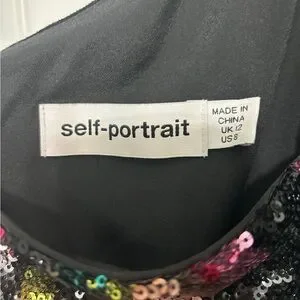 self-portrait
MADE IN
CHINA
UK 12
US 8